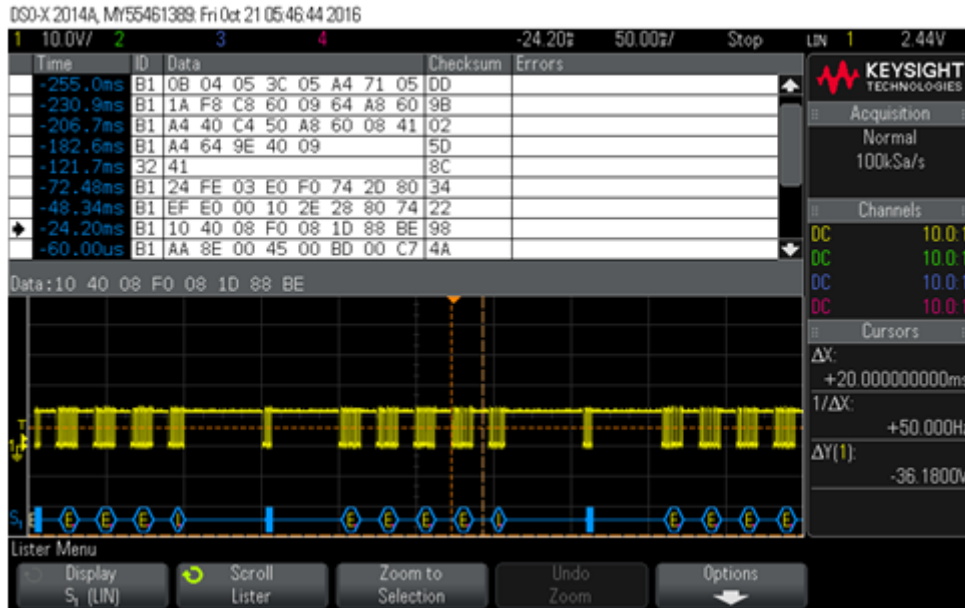 DSO-X 2014A, MY55461389: Fri Oct 21 05:46:44 2016
1 10.0V/ 2 3 4 -24.20s 50.00s/ Stop LIN 1 2.44V
Time ID Data Checksum Errors
-255.0ms B1 0B 04 05 3C 05 A4 71 05 DD
-230.9ms B1 1A F8 C8 60 09 64 A8 60 9B
-206.7ms B1 A4 40 C4 50 A8 60 08 41 02
-182.6ms B1 A4 64 9E 40 09 5D
-121.7ms 32 41 8C
-72.48ms B1 24 FE 03 E0 F0 74 2D 80 34
-48.34ms B1 EF E0 00 10 2E 28 80 74 22
-24.20ms B1 10 40 08 F0 08 1D 88 BE 98
-60.00us B1 AA 8E 00 45 00 BD 00 C7 4A
Data:10 40 08 F0 08 1D 88 BE
KEYSIGHT
TECHNOLOGIES
Acquisition
Normal
100kSa/s
Channels
DC 10.0:1
DC 10.0:1
DC 10.0:1
DC 10.0:1
Cursors
ΔX:
+20.000000000ms
1/ΔX:
+50.000Hz
ΔY(1):
-36.1800V
T
1
S1 E E E E L E E E E L E E E E
Lister Menu
Display
S1 (LIN)
Scroll
Lister
Zoom to
Selection
Undo
Zoom
Options